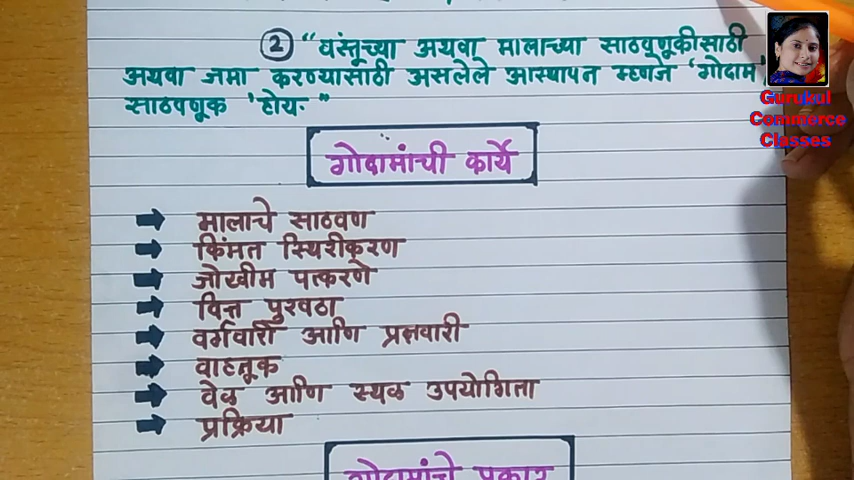 ② "वस्तूच्या अथवा मालाच्या साठवणूकीसाठी
अथवा जमा करण्यासाठी असलेले आस्थापन म्हणजे 'गोदाम'
साठवणूक 'होय."
गोदामांची कार्ये
मालाचे साठवण
किंमत स्थिरीकरण
जोखीम पत्करणे
वित्त पुरवठा
वर्गवारी आणि प्रतवारी
वाहतूक
वेळ आणि स्थळ उपयोगिता
प्रक्रिया
गोदामांचे प्रकार
Gurukul
Commerce
Classes